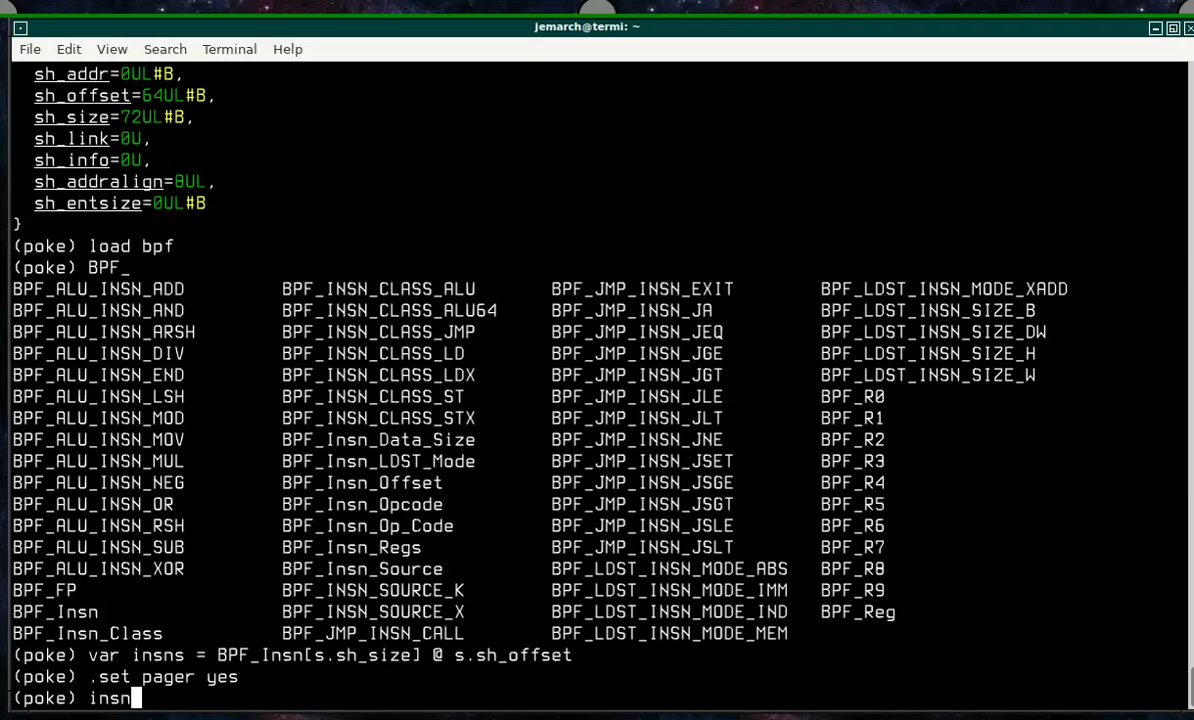 jemarch@termi: ~
File Edit View Search Terminal Help
sh_addr=0UL#B,
sh_offset=64UL#B,
sh_size=72UL#B,
sh_link=0U,
sh_info=0U,
sh_addralign=8UL,
sh_entsize=0UL#B
}
(poke) load bpf
(poke) BPF_
BPF_ALU_INSN_ADD BPF_INSN_CLASS_ALU BPF_JMP_INSN_EXIT BPF_LDST_INSN_MODE_XADD
BPF_ALU_INSN_AND BPF_INSN_CLASS_ALU64 BPF_JMP_INSN_JA BPF_LDST_INSN_SIZE_B
BPF_ALU_INSN_ARSH BPF_INSN_CLASS_JMP BPF_JMP_INSN_JEQ BPF_LDST_INSN_SIZE_DW
BPF_ALU_INSN_DIV BPF_INSN_CLASS_LD BPF_JMP_INSN_JGE BPF_LDST_INSN_SIZE_H
BPF_ALU_INSN_END BPF_INSN_CLASS_LDX BPF_JMP_INSN_JGT BPF_LDST_INSN_SIZE_W
BPF_ALU_INSN_LSH BPF_INSN_CLASS_ST BPF_JMP_INSN_JLE BPF_R0
BPF_ALU_INSN_MOD BPF_INSN_CLASS_STX BPF_JMP_INSN_JLT BPF_R1
BPF_ALU_INSN_MOV BPF_Insn_Data_Size BPF_JMP_INSN_JNE BPF_R2
BPF_ALU_INSN_MUL BPF_Insn_LDST_Mode BPF_JMP_INSN_JSET BPF_R3
BPF_ALU_INSN_NEG BPF_Insn_Offset BPF_JMP_INSN_JSGE BPF_R4
BPF_ALU_INSN_OR BPF_Insn_Opcode BPF_JMP_INSN_JSGT BPF_R5
BPF_ALU_INSN_RSH BPF_Insn_Op_Code BPF_JMP_INSN_JSLE BPF_R6
BPF_ALU_INSN_SUB BPF_Insn_Regs BPF_JMP_INSN_JSLT BPF_R7
BPF_ALU_INSN_XOR BPF_Insn_Source BPF_LDST_INSN_MODE_ABS BPF_R8
BPF_FP BPF_INSN_SOURCE_K BPF_LDST_INSN_MODE_IMM BPF_R9
BPF_Insn BPF_INSN_SOURCE_X BPF_LDST_INSN_MODE_IND BPF_Reg
BPF_Insn_Class BPF_JMP_INSN_CALL BPF_LDST_INSN_MODE_MEM
(poke) var insns = BPF_Insn[s.sh_size] @ s.sh_offset
(poke) .set pager yes
(poke) insn